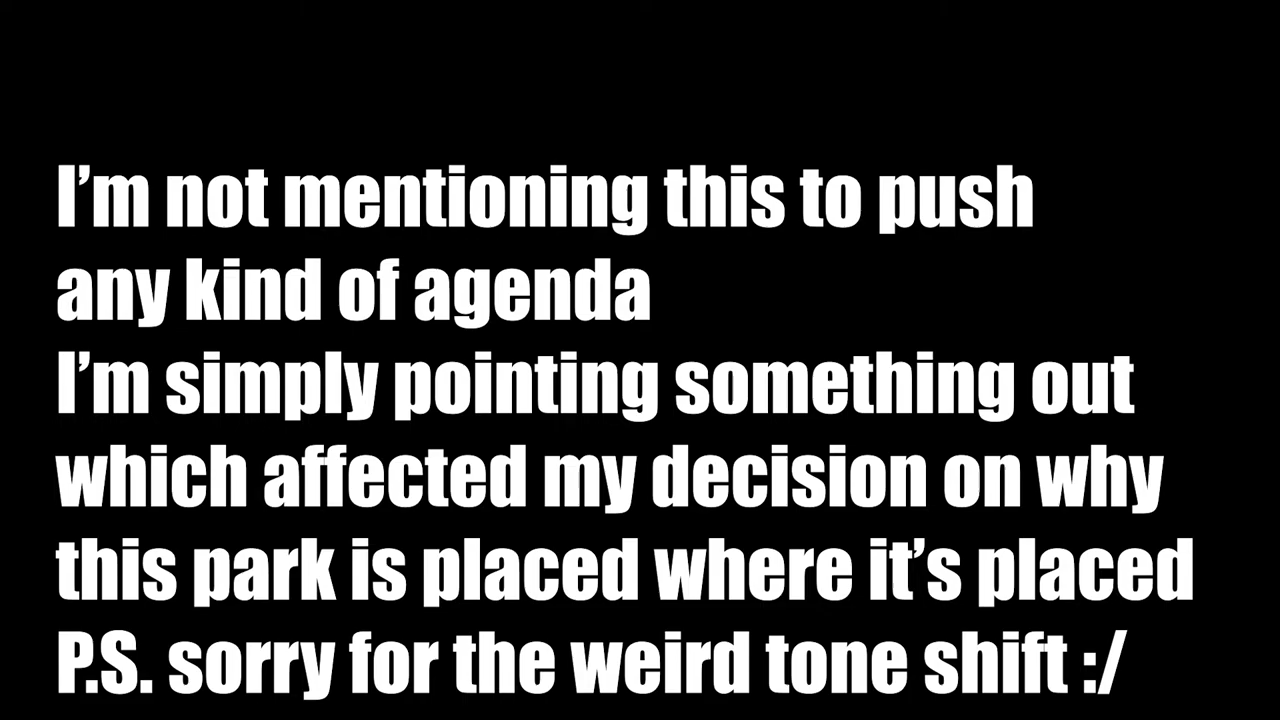 I’m not mentioning this to push
any kind of agenda
I’m simply pointing something out
which affected my decision on why
this park is placed where it’s placed
P.S. sorry for the weird tone shift :/